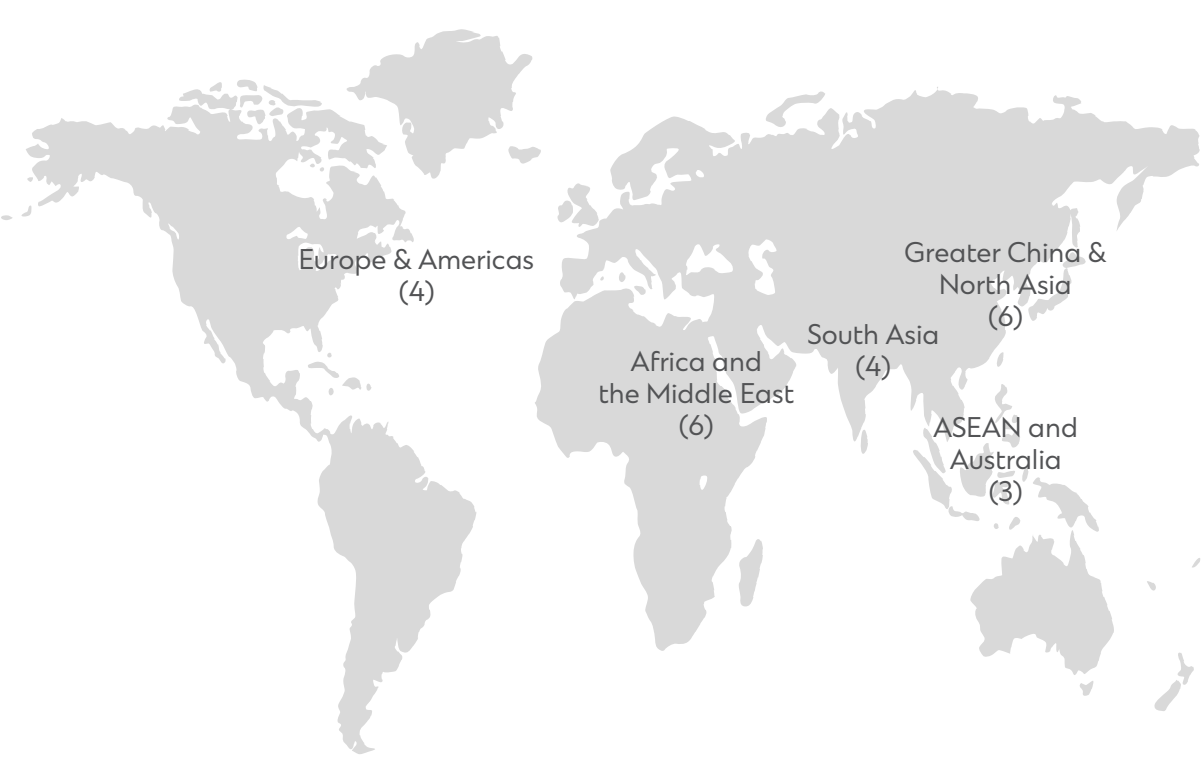 Europe & Americas
(4)
Greater China &
North Asia
(6)
South Asia
(4)
Africa and
the Middle East
(6)
ASEAN and
Australia
(3)